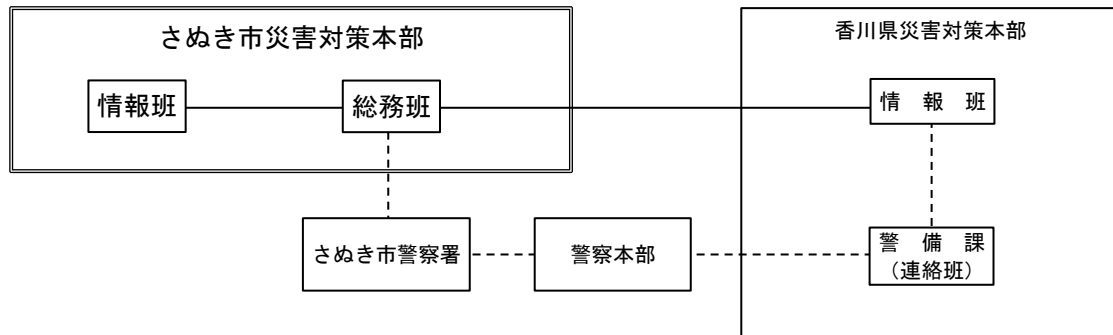 さぬき市災害対策本部
香川県災害対策本部
情報班
総務班
情 報 班
さぬき市警察署
警察本部
警 備 課
（連絡班）